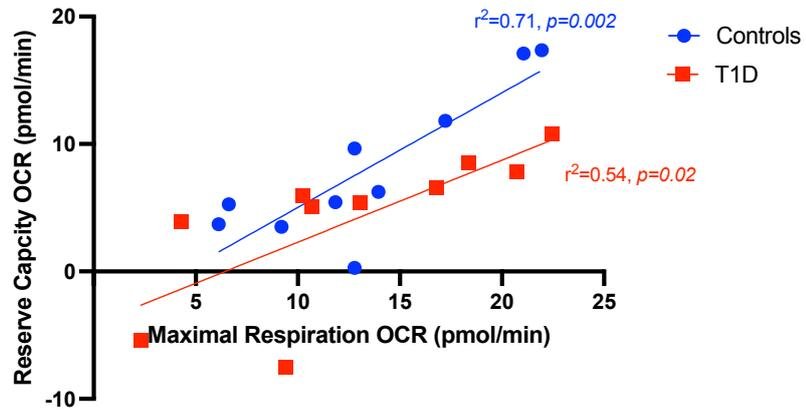 r²=0.71, p=0.002
Controls
T1D
r²=0.54, p=0.02
Reserve Capcity OCR (pmol/min)
20
10
0
-10
5
10
15
20
25
Maximal Respiration OCR (pmol/min)